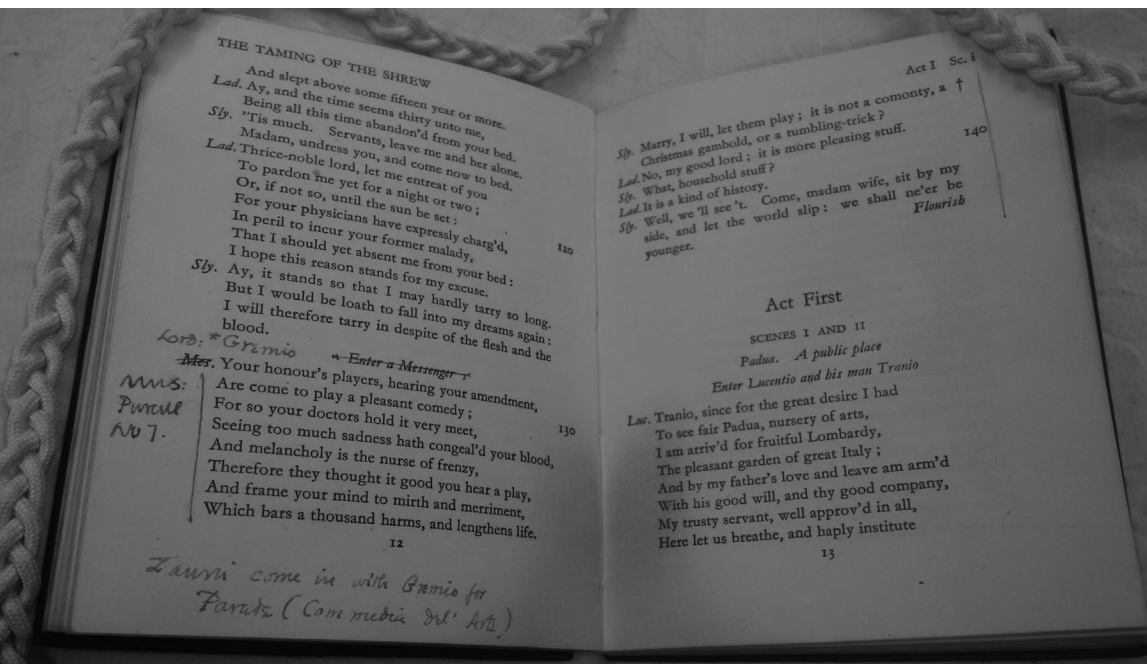 THE TAMING OF THE SHREW
And slept above some fifteen year or more.
Lad. Ay, and the time seems thirty unto me,
Being all this time abandon'd from your bed.
Sly. 'Tis much. Servants, leave me and her alone.
Madam, undress you, and come now to bed.
Lad. Thrice-noble lord, let me entreat of you
To pardon me yet for a night or two;
Or, if not so, until the sun be set:
For your physicians have expressly charg'd,
In peril to incur your former malady, 120
That I should yet absent me from your bed:
I hope this reason stands for my excuse.
Sly. Ay, it stands so that I may hardly tarry so long.
But I would be loath to fall into my dreams again:
I will therefore tarry in despite of the flesh and the
blood.
Lord: * Gremio
Enter a Messenger
Mes. Your honour's players, hearing your amendment,
Are come to play a pleasant comedy;
For so your doctors hold it very meet,
Seeing too much sadness hath congeal'd your blood, 130
And melancholy is the nurse of frenzy,
Therefore they thought it good you hear a play,
And frame your mind to mirth and merriment,
Which bars a thousand harms, and lengthens life.
Mus:
No 7.
12
come in with Gremio for
(Commedia del' Arte)
Act I Sc. i
Sly. Marry, I will, let them play; it is not a comonty, a †
Christmas gambold, or a tumbling-trick?
Lad. No, my good lord; it is more pleasing stuff.
Sly. What, household stuff? 140
Lad. It is a kind of history.
Sly. Well, we 'll see 't. Come, madam wife, sit by my
side, and let the world slip: we shall ne'er be
younger. Flourish
Act First
SCENES I AND II
Padua. A public place
Enter Lucentio and his man Tranio
Luc. Tranio, since for the great desire I had
To see fair Padua, nursery of arts,
I am arriv'd for fruitful Lombardy,
The pleasant garden of great Italy;
And by my father's love and leave am arm'd
With his good will, and thy good company,
My trusty servant, well approv'd in all,
Here let us breathe, and haply institute
13